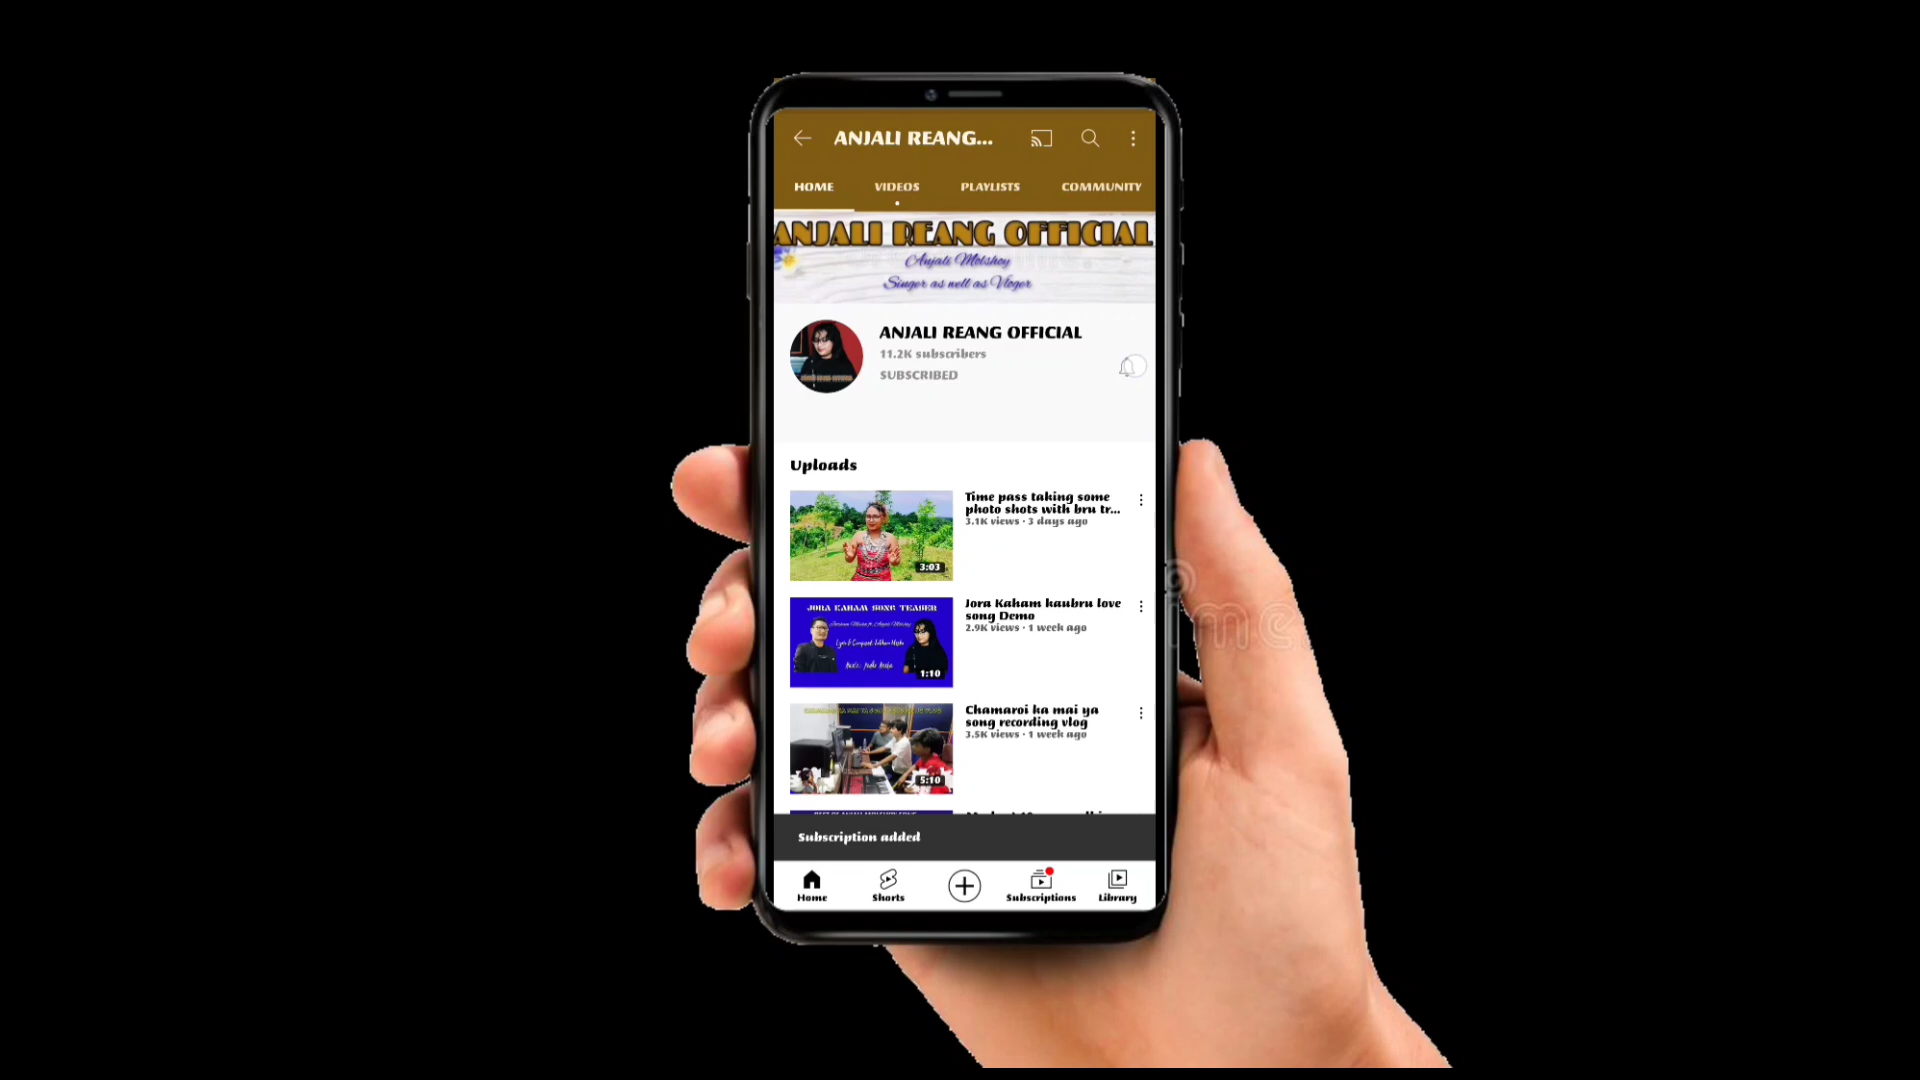 ANJALI REANG...
HOME VIDEOS PLAYLISTS COMMUNITY
ANJALI REANG OFFICIAL
Anjali Molshoy
Singer as well as Vloger
ANJALI REANG OFFICIAL
11.2K subscribers
SUBSCRIBED
Uploads
Time pass taking some
photo shots with bru tr...
3.1K views · 3 days ago
3:03
JORA KAHAM SONG TEASER
Jora Kaham kaubru love
song Demo
2.9K views · 1 week ago
1:10
Chamaroi ka mai ya
song recording vlog
3.5K views · 1 week ago
5:10
Subscription added
Home Shorts Subscriptions Library